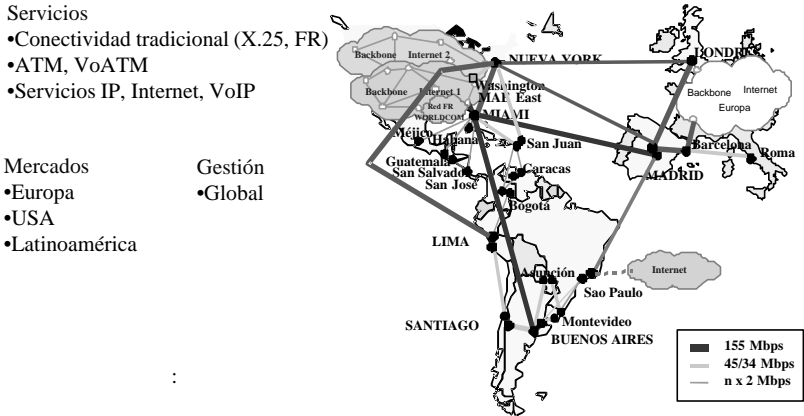 Servicios
•Conectividad tradicional (X.25, FR)
•ATM, VoATM
•Servicios IP, Internet, VoIP
Mercados
•Europa
•USA
•Latinoamérica
Gestión
•Global
:
Backbone Internet 2
Backbone Internet 1
Red FR
WORLDCOM
NUEVA YORK
Washington
MAE East
MIAMI
Méjico
Habana
San Juan
Guatemala
San Salvador
San José
Caracas
Bogotá
LIMA
Asunción
Sao Paulo
Internet
SANTIAGO
Montevideo
BUENOS AIRES
LONDRES
Backbone Internet
Europa
Barcelona
Roma
MADRID
155 Mbps
45/34 Mbps
n x 2 Mbps